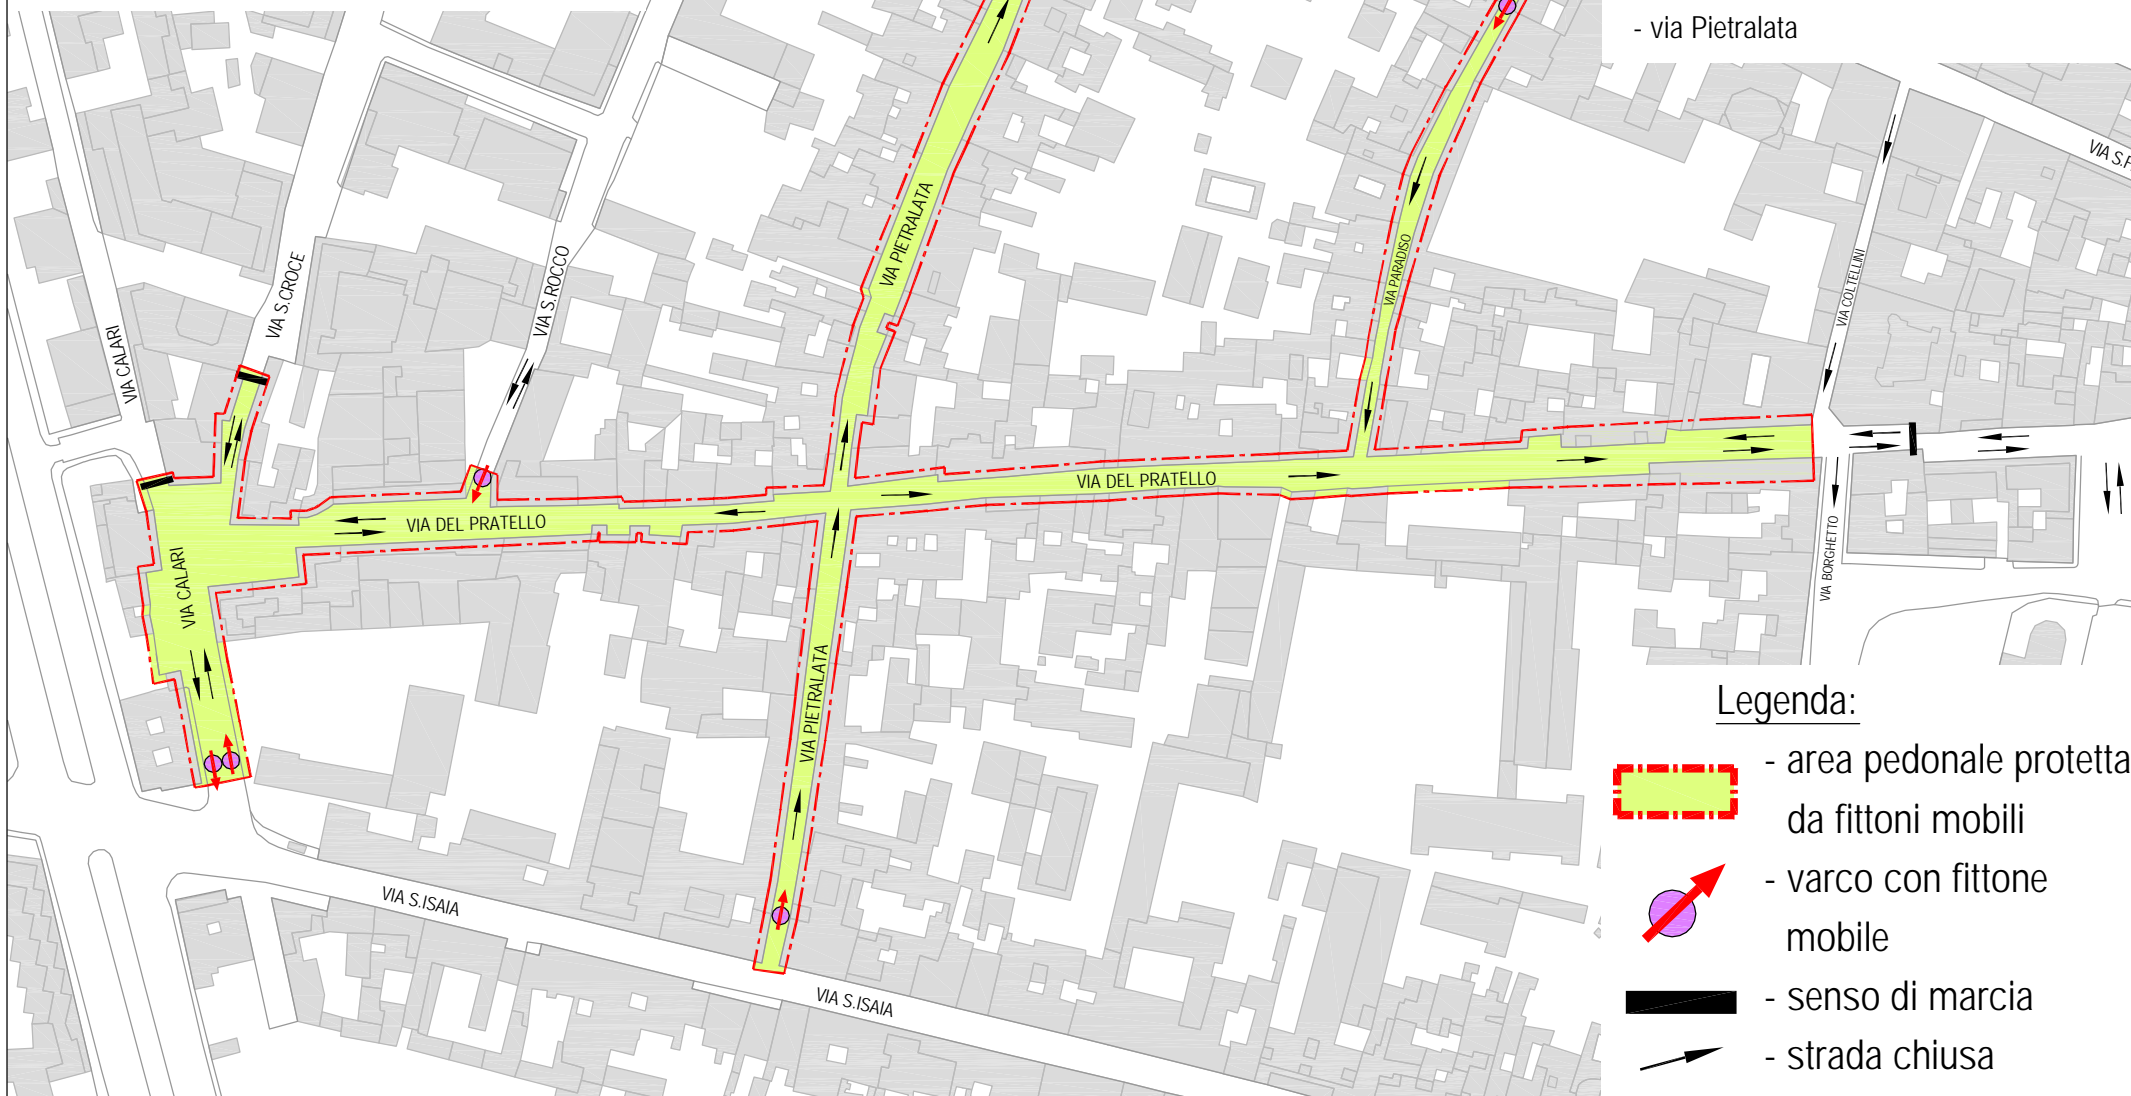 - via Pietralata
VIA S.
VIA PIETRALATA
VIA S.CROCE
VIA S.ROCCO
VIA PARADISO
VIA COLTELLINI
VIA CALARI
VIA DEL PRATELLO
VIA DEL PRATELLO
VIA CALARI
VIA BORGHETTO
VIA PIETRALATA
VIA S.ISAIA
VIA S.ISAIA
Legenda:
- area pedonale protetta
da fittoni mobili
- varco con fittone
mobile
- senso di marcia
- strada chiusa